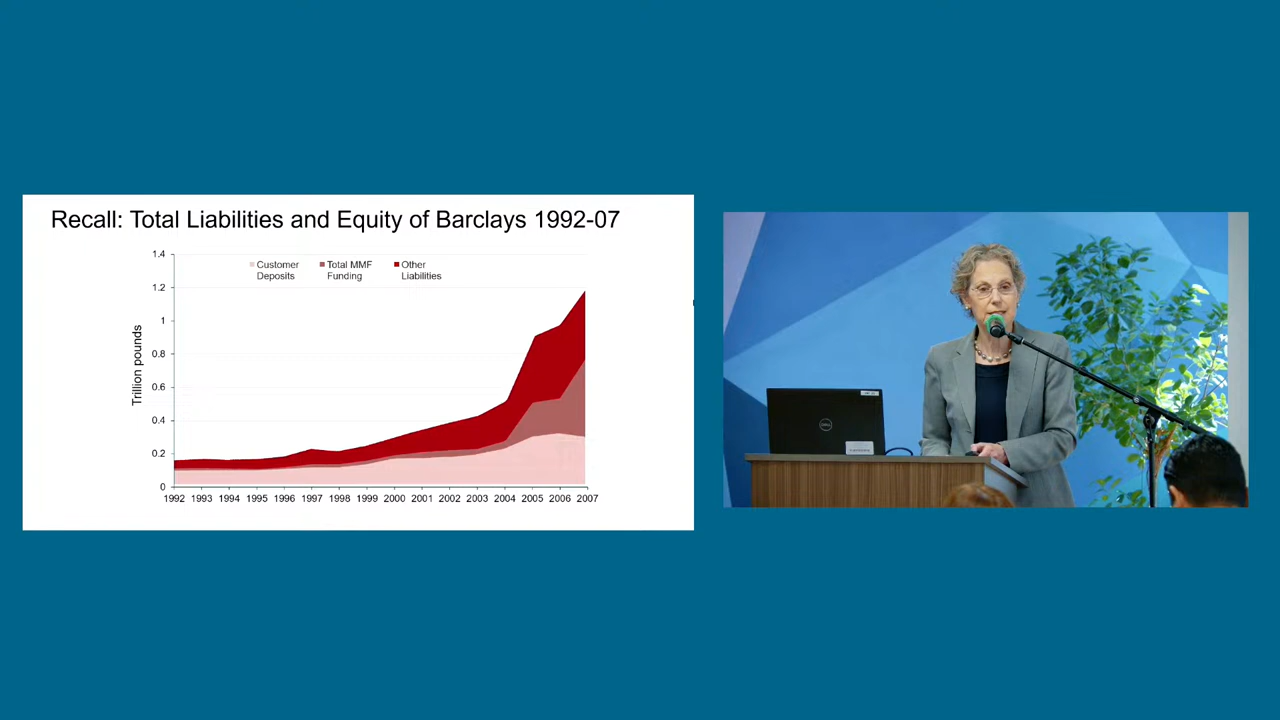 Recall: Total Liabilities and Equity of Barclays 1992-07
Customer Deposits
Total MMF Funding
Other Liabilities
Trillion pounds
1.4
1.2
1
0.8
0.6
0.4
0.2
0
1992 1993 1994 1995 1996 1997 1998 1999 2000 2001 2002 2003 2004 2005 2006 2007
DELL